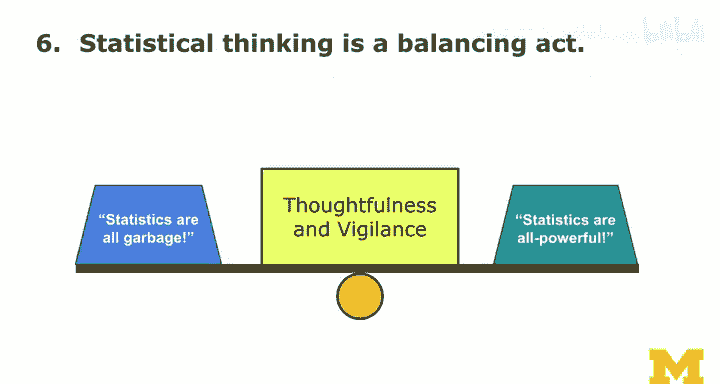 6. Statistical thinking is a balancing act.
“Statistics are
all garbage!”
Thoughtfulness
and Vigilance
“Statistics are
all-powerful!”
M